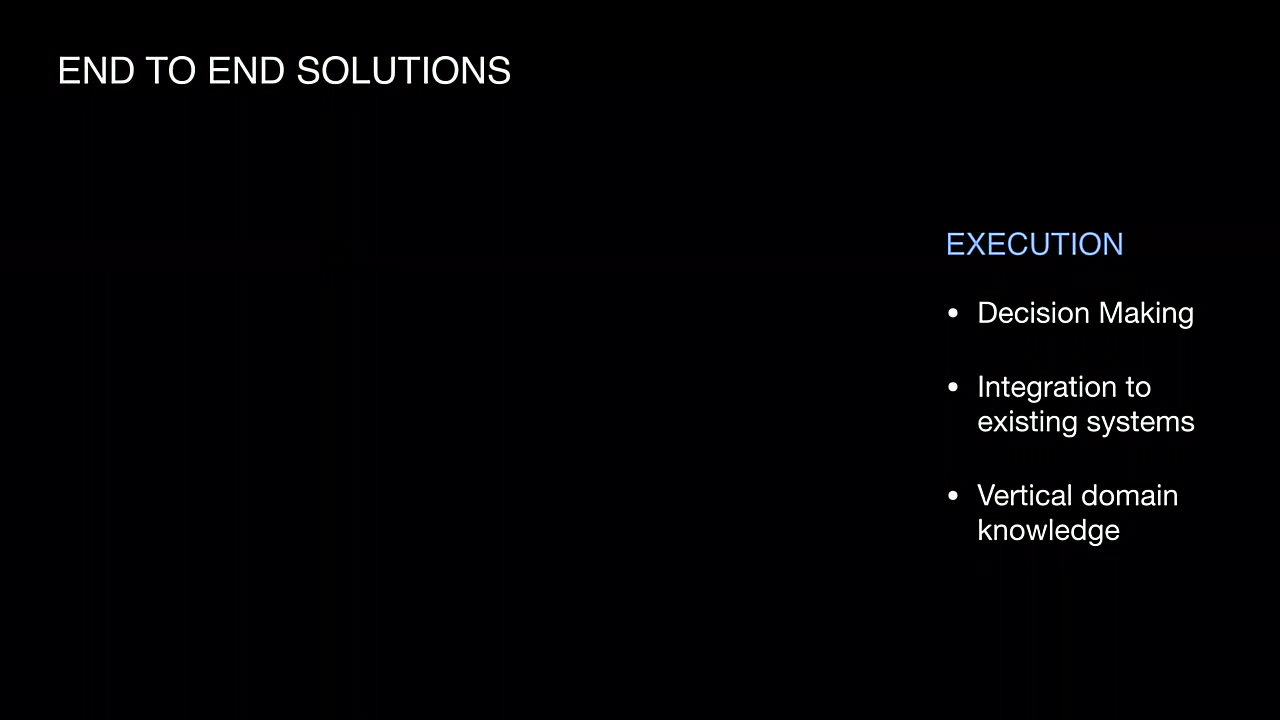 END TO END SOLUTIONS
EXECUTION
• Decision Making
• Integration to
existing systems
• Vertical domain
knowledge